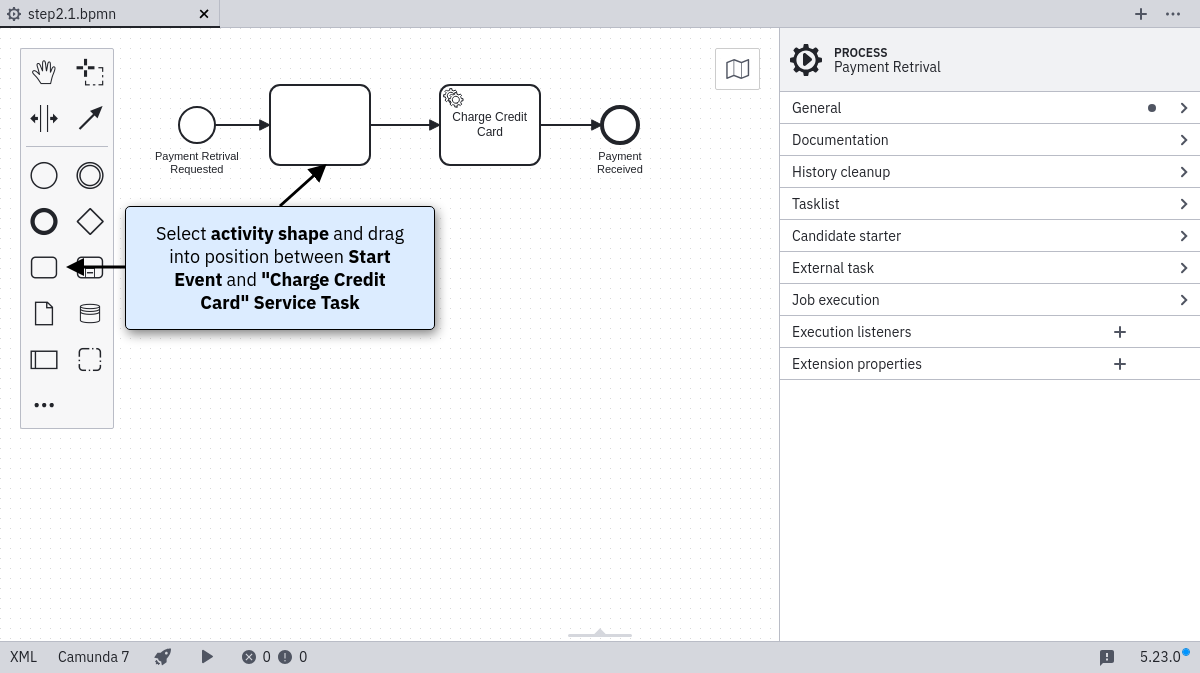 step2.1.bpmn
PROCESS
Payment Retrival
General
Documentation
History cleanup
Tasklist
Candidate starter
External task
Job execution
Execution listeners
Extension properties
Charge Credit
Card
Payment Retrival
Requested
Payment
Received
Select activity shape and drag
into position between Start
Event and "Charge Credit
Card" Service Task
XML Camunda 7 0 0 5.23.0